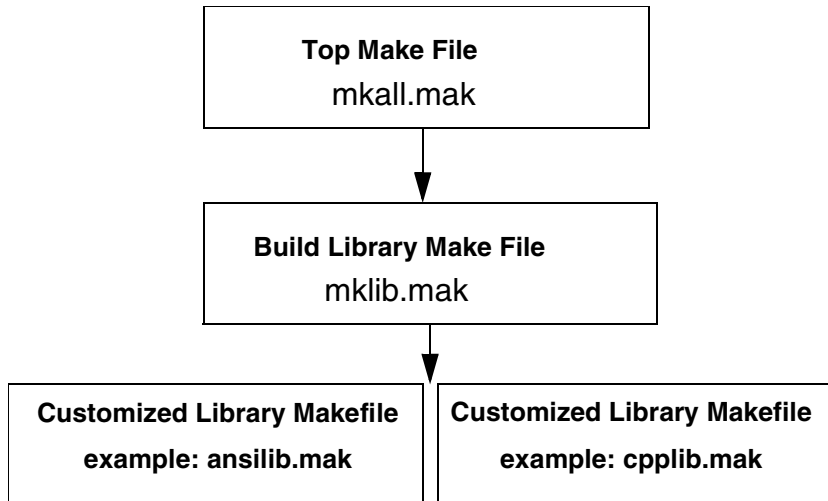 Top Make File
mkall.mak
Build Library Make File
mklib.mak
Customized Library Makefile
example: ansilib.mak
Customized Library Makefile
example: cpplib.mak